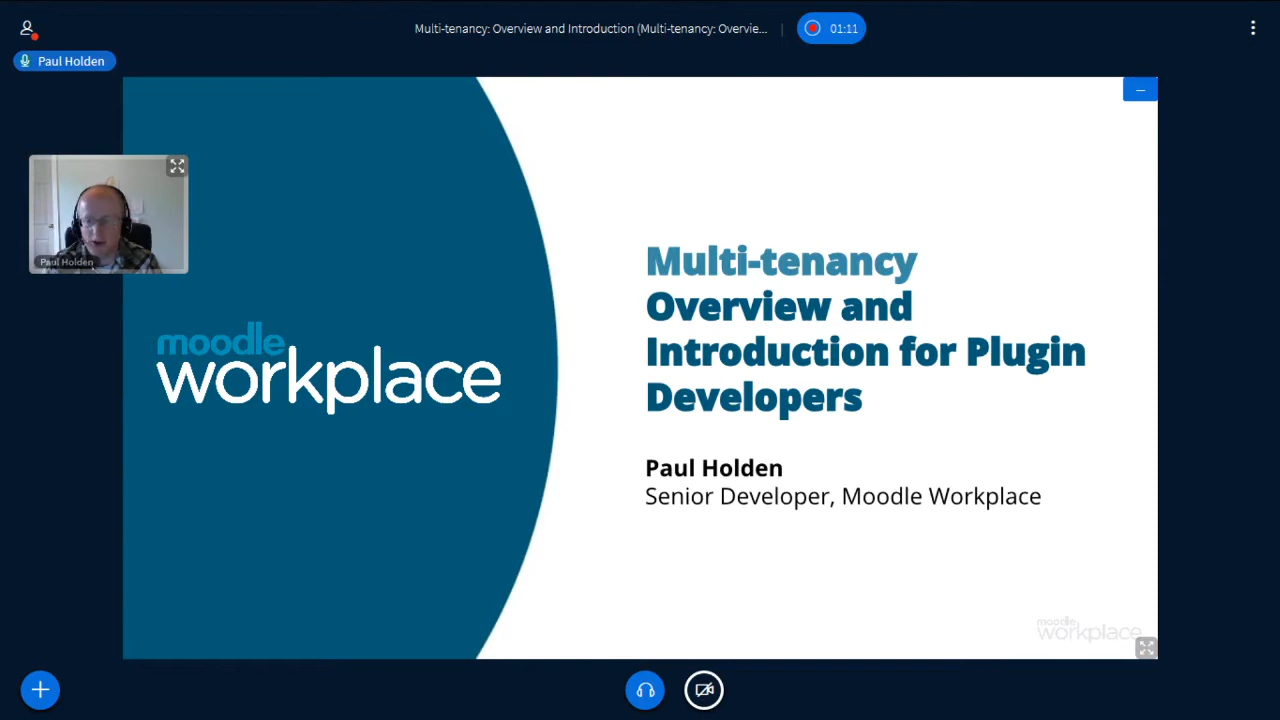 Multi-tenancy: Overview and Introduction (Multi-tenancy: Overvie...
01:11
Paul Holden
Paul Holden
moodle
workplace
Multi-tenancy
Overview and
Introduction for Plugin
Developers
Paul Holden
Senior Developer, Moodle Workplace
moodle
workplace